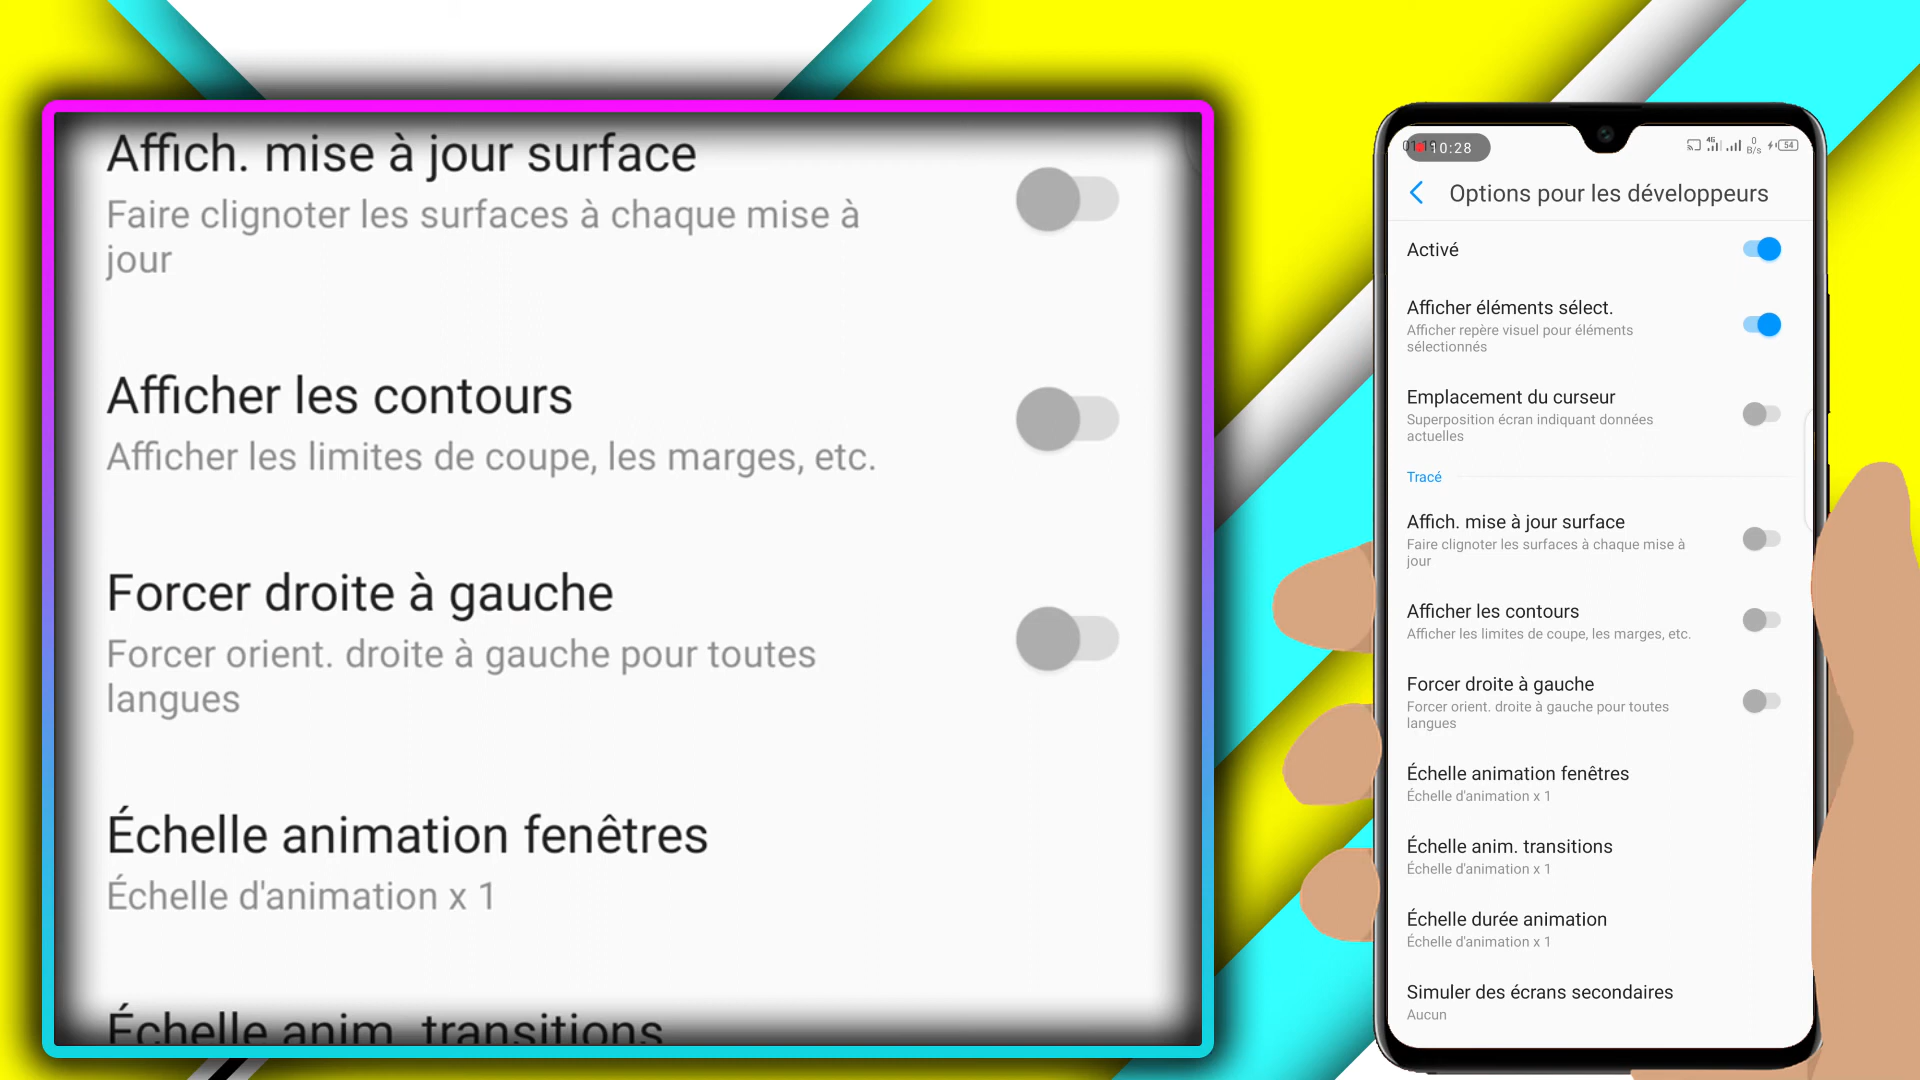 Affich. mise à jour surface
Faire clignoter les surfaces à chaque mise à
jour
Afficher les contours
Afficher les limites de coupe, les marges, etc.
Forcer droite à gauche
Forcer orient. droite à gauche pour toutes
langues
Échelle animation fenêtres
Échelle d'animation x 1
Échelle anim. transitions
10:28
4G
0
B/s
54
Options pour les développeurs
Activé
Afficher éléments sélect.
Afficher repère visuel pour éléments
sélectionnés
Emplacement du curseur
Superposition écran indiquant données
actuelles
Tracé
Affich. mise à jour surface
Faire clignoter les surfaces à chaque mise à
jour
Afficher les contours
Afficher les limites de coupe, les marges, etc.
Forcer droite à gauche
Forcer orient. droite à gauche pour toutes
langues
Échelle animation fenêtres
Échelle d'animation x 1
Échelle anim. transitions
Échelle d'animation x 1
Échelle durée animation
Échelle d'animation x 1
Simuler des écrans secondaires
Aucun